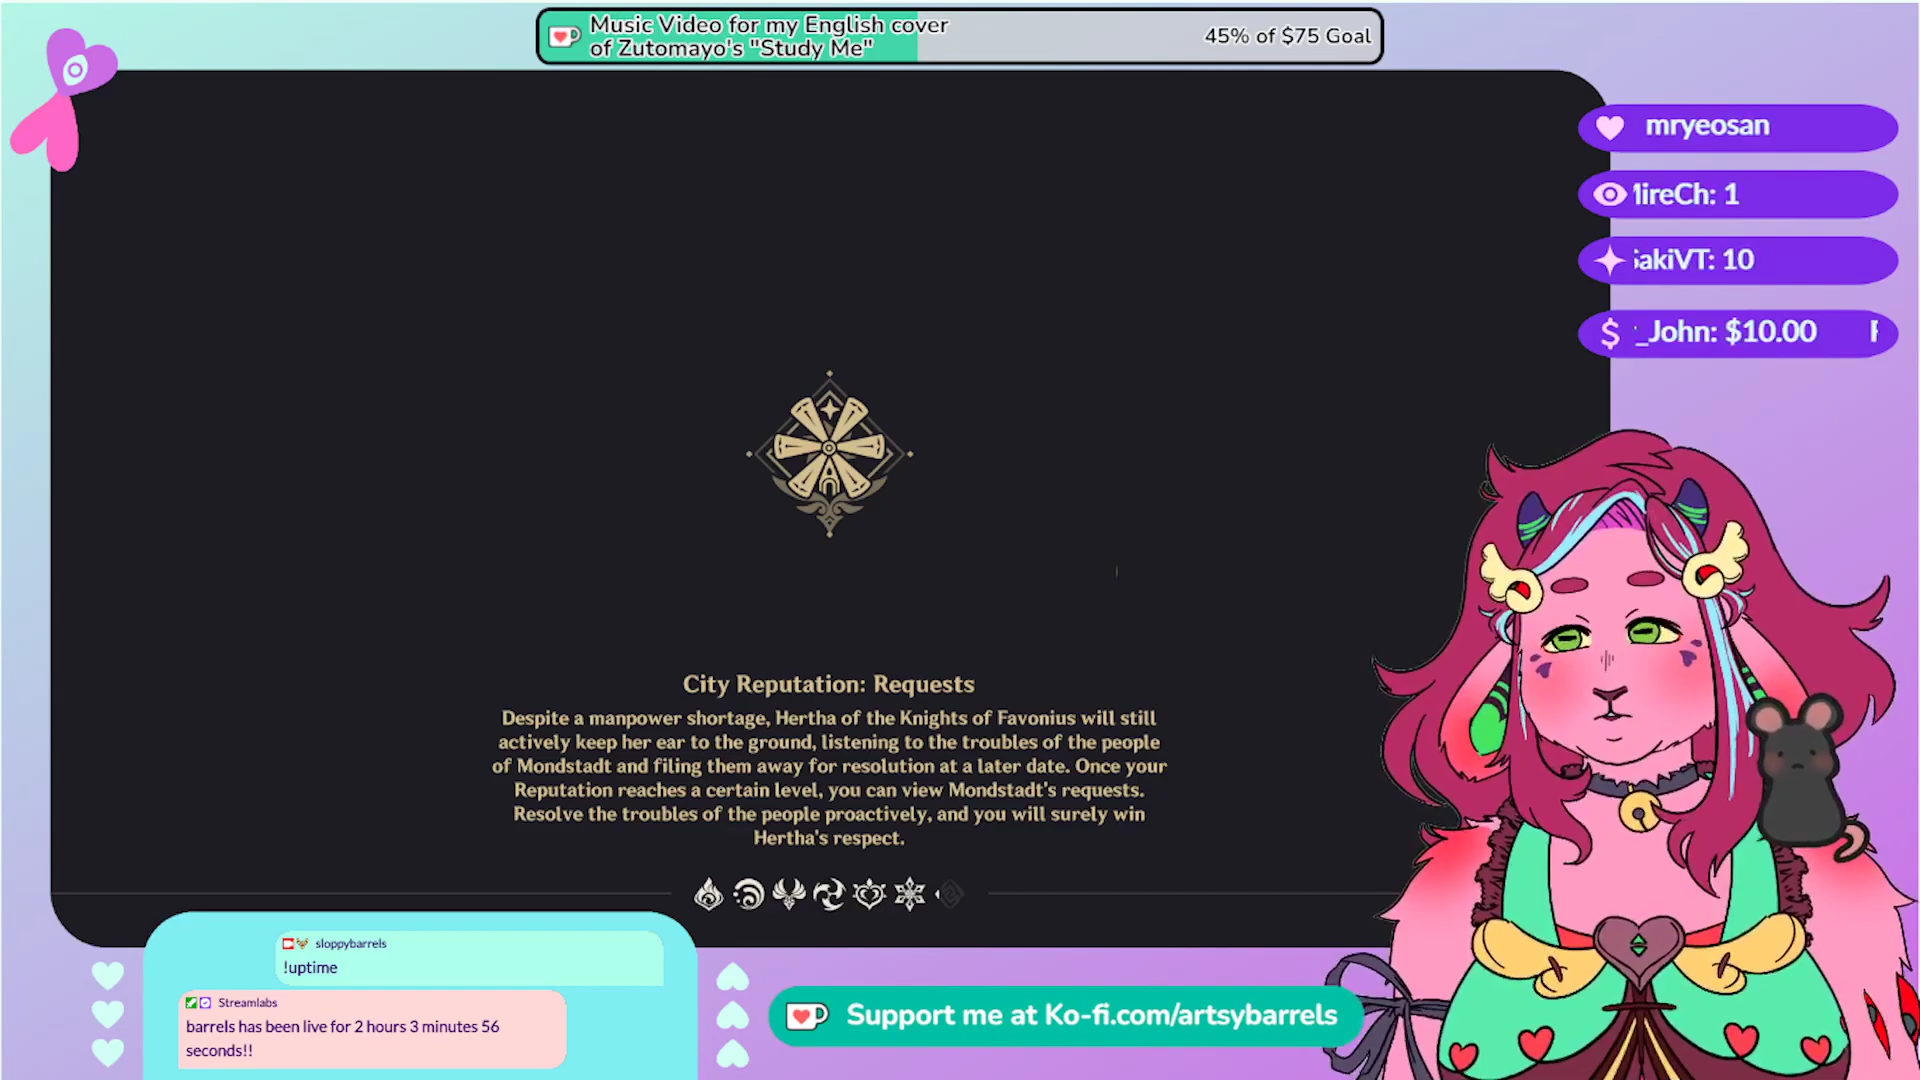 Music Video for my English cover
of Zutomayo's "Study Me"
45% of $75 Goal
mryeosan
lireCh: 1
akiVT: 10
_John: $10.00
City Reputation: Requests
Despite a manpower shortage, Hertha of the Knights of Favonius will still
actively keep her ear to the ground, listening to the troubles of the people
of Mondstadt and filing them away for resolution at a later date. Once your
Reputation reaches a certain level, you can view Mondstadt's requests.
Resolve the troubles of the people proactively, and you will surely win
Hertha's respect.
sloppybarrels
!uptime
Streamlabs
barrels has been live for 2 hours 3 minutes 56
seconds!!
Support me at Ko-fi.com/artsybarrels